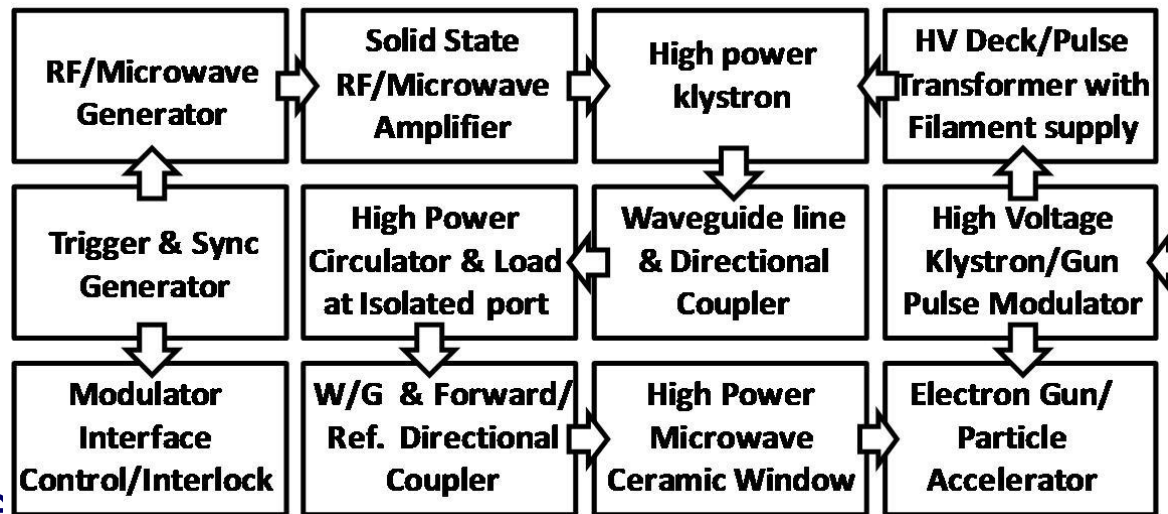 RF/Microwave
Generator
Solid State
RF/Microwave
Amplifier
High power
klystron
HV Deck/Pulse
Transformer with
Filament supply
Trigger & Sync
Generator
High Power
Circulator & Load
at Isolated port
Waveguide line
& Directional
Coupler
High Voltage
Klystron/Gun
Pulse Modulator
Modulator
Interface
Control/Interlock
W/G & Forward/
Ref. Directional
Coupler
High Power
Microwave
Ceramic Window
Electron Gun/
Particle
Accelerator